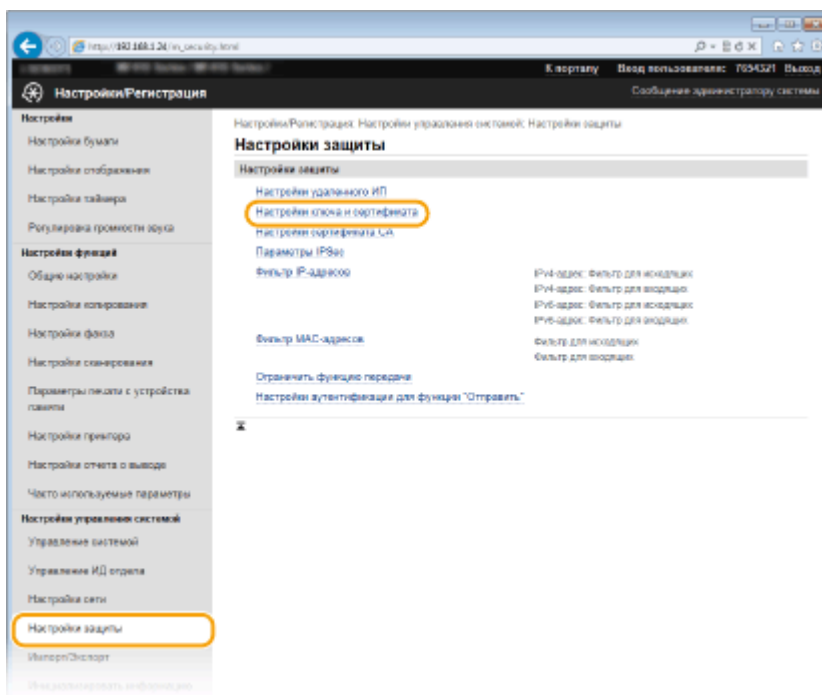 http://192.168.1.24/m_security.html
К порталу Вход пользователя: 7654321 Выход
Настройки/Регистрация
Сообщение администратору системы
Настройки
Настройки бумаги
Настройки отображения
Настройки таймера
Регулировка громкости звука
Настройки функций
Общие настройки
Настройки копирования
Настройки факса
Настройки сканирования
Параметры печати с устройства
памяти
Настройки принтера
Настройки отчета о выводе
Часто используемые параметры
Настройки управления системой
Управление системой
Управление ИД отдела
Настройки сети
Настройки защиты
Импорт/Экспорт
Настройки/Регистрация: Настройки управления системой: Настройки защиты
Настройки защиты
Настройки защиты
Настройки удаленного ИП
Настройки ключа и сертификата
Настройки сертификата CA
Параметры IPSec
Фильтр IP-адресов
IPv4-адрес: Фильтр для исходящих
IPv4-адрес: Фильтр для входящих
IPv6-адрес: Фильтр для исходящих
IPv6-адрес: Фильтр для входящих
Фильтр MAC-адресов
Фильтр для исходящих
Фильтр для входящих
Ограничить функцию передачи
Настройки аутентификации для функции "Отправить"